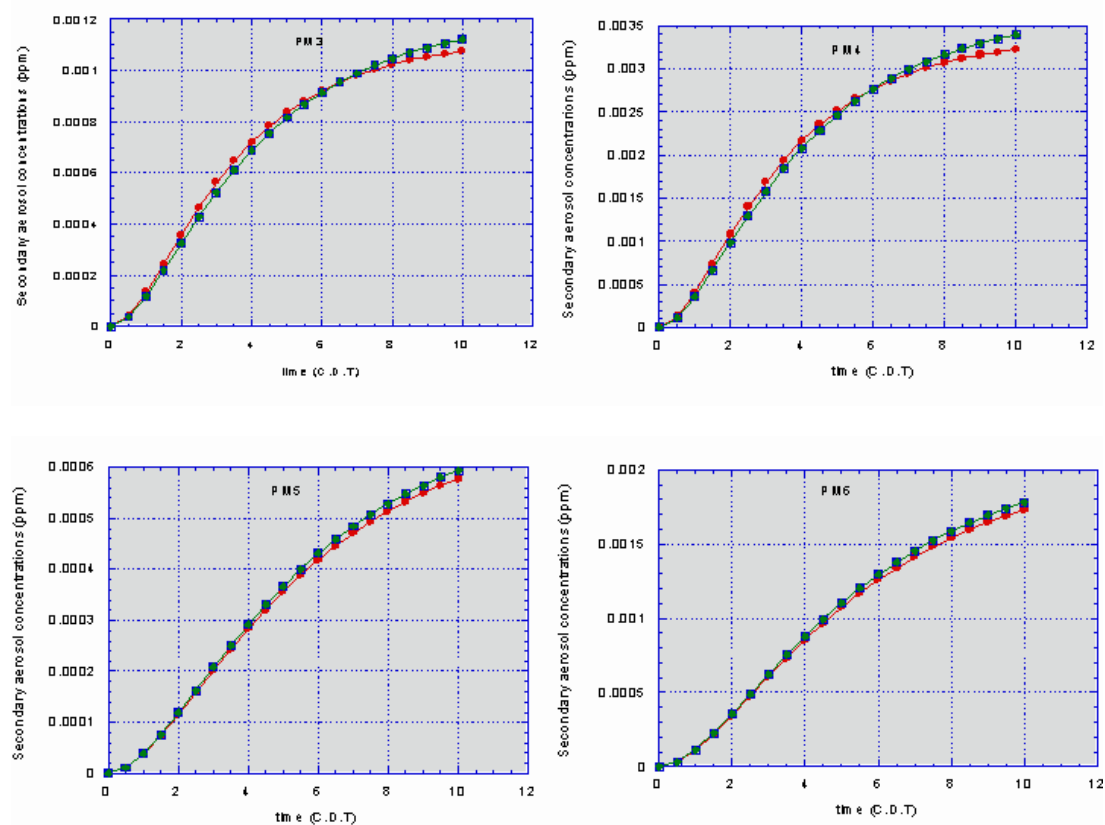 0.0012
PM3
0.001
0.0008
0.0006
0.0004
0.0002
0
0 2 4 6 8 10 12
time (C.D.T)
Secondary aerosol concentrations (ppm)
0.0035
PM4
0.003
0.0025
0.002
0.0015
0.001
0.0005
0
0 2 4 6 8 10 12
time (C.D.T)
Secondary aerosol concentrations (ppm)
0.0006
PM5
0.0005
0.0004
0.0003
0.0002
0.0001
0
0 2 4 6 8 10 12
time (C.D.T)
Secondary aerosol concentrations (ppm)
0.002
PM6
0.0015
0.001
0.0005
0
0 2 4 6 8 10 12
time (C.D.T)
Secondary aerosol concentrations (ppm)